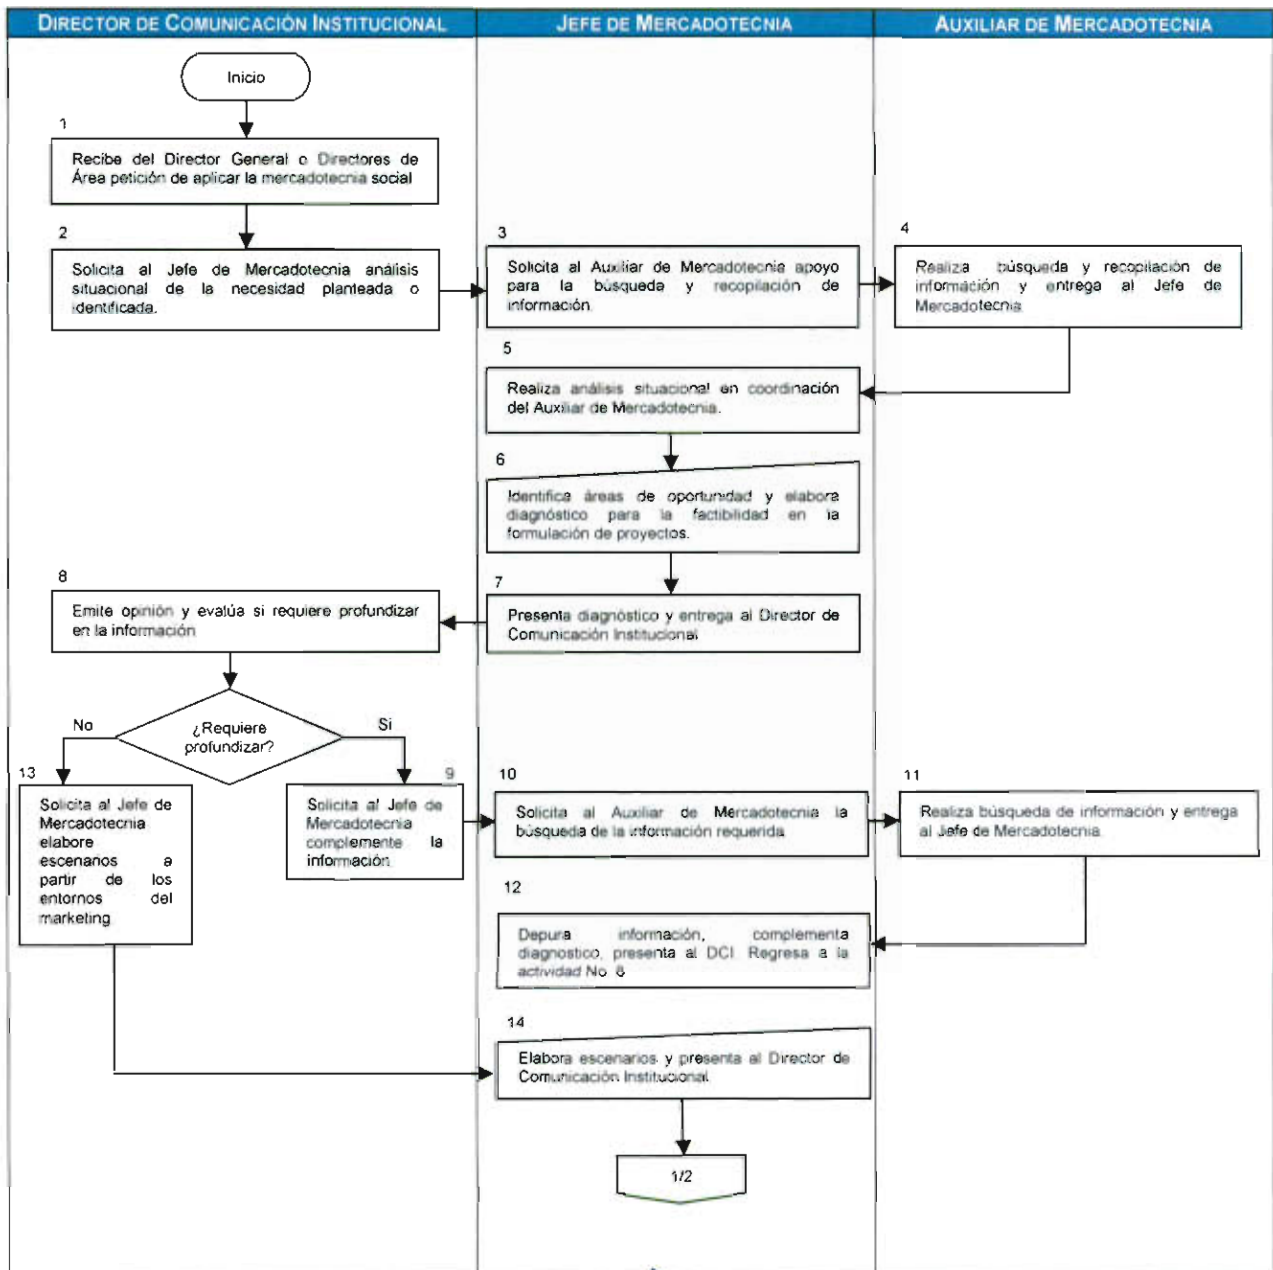 DIRECTOR DE COMUNICACIÓN INSTITUCIONAL
JEFE DE MERCADOTECNIA
AUXILIAR DE MERCADOTECNIA
Inicio
1
Recibe del Director General o Directores de
Área petición de aplicar la mercadotecnia social
2
Solicita al Jefe de Mercadotecnia análisis
situacional de la necesidad planteada o
identificada.
3
Solicita al Auxiliar de Mercadotecnia apoyo
para la búsqueda y recopilación de
información
4
Realiza búsqueda y recopilación de
información y entrega al Jefe de
Mercadotecnia
5
Realiza análisis situacional en coordinación
del Auxiliar de Mercadotecnia.
6
Identifica áreas de oportunidad y elabora
diagnóstico para la factibilidad en la
formulación de proyectos.
7
Presenta diagnóstico y entrega al Director de
Comunicación Institucional
8
Emite opinión y evalúa si requiere profundizar
en la información
¿Requiere
profundizar?
No
Si
13
Solicita al Jefe de
Mercadotecnia
elabore
escenarios a
partir de los
entornos del
marketing
9
Solicita al Jefe de
Mercadotecnia
complemente la
información
10
Solicita al Auxiliar de Mercadotecnia la
búsqueda de la información requerida
11
Realiza búsqueda de información y entrega
al Jefe de Mercadotecnia
12
Depura información, complementa
diagnostico, presenta al DCI. Regresa a la
actividad No. 8
14
Elabora escenarios y presenta al Director de
Comunicación Institucional
1/2